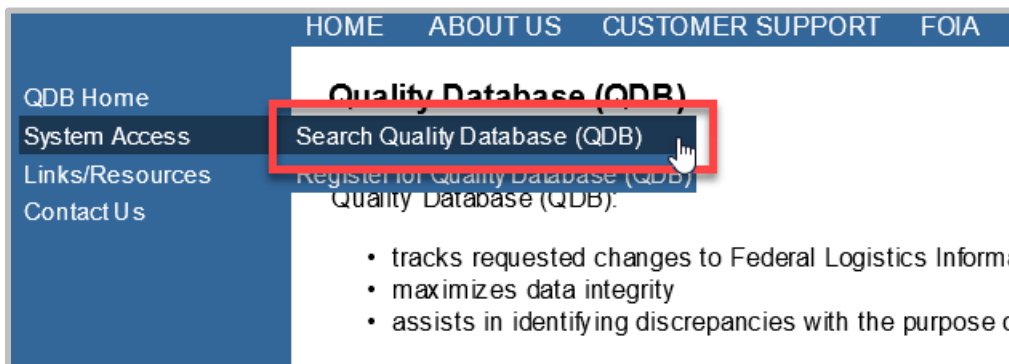 HOME ABOUT US CUSTOMER SUPPORT FOIA
QDB Home
System Access
Links/Resources
Contact Us
Quality Database (QDB)
Search Quality Database (QDB)
Register for Quality Database (QDB)
Quality Database (QDB):
• tracks requested changes to Federal Logistics
• maximizes data integrity
• assists in identifying discrepancies with the purpose